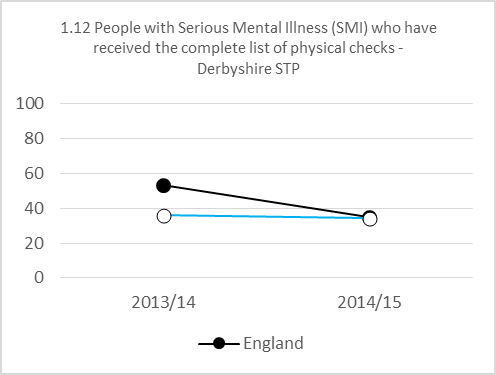 1.12 People with Serious Mental Illness (SMI) who have
received the complete list of physical checks -
Derbyshire STP
100
80
60
40
20
0
2013/14 2014/15
England